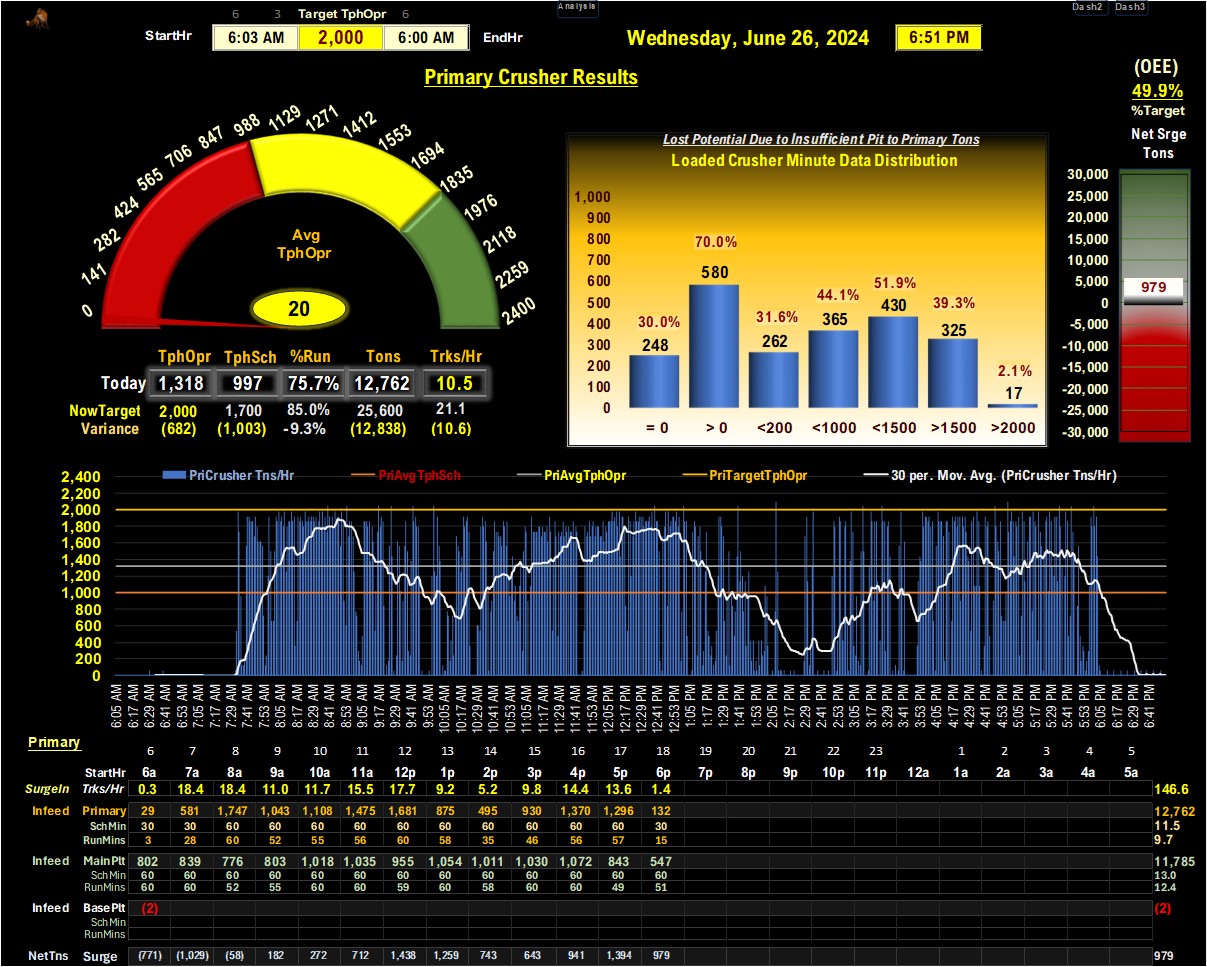 6 3 Target TphOpr 6
Analysis
Dash2 Dash3
StartHr 6:03 AM 2,000 6:00 AM EndHr
Wednesday, June 26, 2024 6:51 PM
Primary Crusher Results
(OEE)
49.9%
%Target
Net Srge
Tons
0
141
282
424
565
706
847
988
1129
1271
1412
1553
1694
1835
1976
2118
2259
2400
Avg
TphOpr
20
TphOpr TphSch %Run Tons Trks/Hr
Today 1,318 997 75.7% 12,762 10.5
NowTarget 2,000 1,700 85.0% 25,600 21.1
Variance (682) (1,003) -9.3% (12,838) (10.6)
Lost Potential Due to Insufficient Pit to Primary Tons
Loaded Crusher Minute Data Distribution
1,000
900
800
700
600
500
400
300
200
100
0
30.0% 70.0% 31.6% 44.1% 51.9% 39.3% 2.1%
248 580 262 365 430 325 17
= 0 > 0 <200 <1000 <1500 >1500 >2000
30,000
25,000
20,000
15,000
10,000
5,000
0
-5,000
-10,000
-15,000
-20,000
-25,000
-30,000
979
PriCrusher Tns/Hr PriAvgTphSch PriAvgTphOpr PriTargetTphOpr 30 per. Mov. Avg. (PriCrusher Tns/Hr)
2,400
2,200
2,000
1,800
1,600
1,400
1,200
1,000
800
600
400
200
0
6:05 AM 6:17 AM 6:29 AM 6:41 AM 6:53 AM 7:05 AM 7:17 AM 7:29 AM 7:41 AM 7:53 AM 8:05 AM 8:17 AM 8:29 AM 8:41 AM 8:53 AM 9:05 AM 9:17 AM 9:29 AM 9:41 AM 9:53 AM 10:05 AM 10:17 AM 10:29 AM 10:41 AM 10:53 AM 11:05 AM 11:17 AM 11:29 AM 11:41 AM 11:53 AM 12:05 PM 12:17 PM 12:29 PM 12:41 PM 12:53 PM 1:05 PM 1:17 PM 1:29 PM 1:41 PM 1:53 PM 2:05 PM 2:17 PM 2:29 PM 2:41 PM 2:53 PM 3:05 PM 3:17 PM 3:29 PM 3:41 PM 3:53 PM 4:05 PM 4:17 PM 4:29 PM 4:41 PM 4:53 PM 5:05 PM 5:17 PM 5:29 PM 5:41 PM 5:53 PM 6:05 PM 6:17 PM 6:29 PM 6:41 PM
Primary 6 7 8 9 10 11 12 13 14 15 16 17 18 19 20 21 22 23 1 2 3 4 5
StartHr 6a 7a 8a 9a 10a 11a 12p 1p 2p 3p 4p 5p 6p 7p 8p 9p 10p 11p 12a 1a 2a 3a 4a 5a
SurgeIn Trks/Hr 0.3 18.4 18.4 11.0 11.7 15.5 17.7 9.2 5.2 9.8 14.4 13.6 1.4 146.6
Infeed Primary 29 581 1,747 1,043 1,108 1,475 1,681 875 495 930 1,370 1,296 132 12,762
SchMin 30 30 60 60 60 60 60 60 60 60 60 60 30 11.5
RunMins 3 28 60 52 55 56 60 58 35 46 56 57 15 9.7
Infeed MainPlt 802 839 776 803 1,018 1,035 955 1,054 1,011 1,030 1,072 843 547 11,785
SchMin 60 60 60 60 60 60 60 60 60 60 60 60 60 13.0
RunMins 60 60 52 55 60 60 59 60 58 60 60 49 51 12.4
Infeed BasePlt (2) (2)
SchMin
RunMins
NetTns Surge (771) (1,029) (58) 182 272 712 1,438 1,259 743 643 941 1,394 979 979